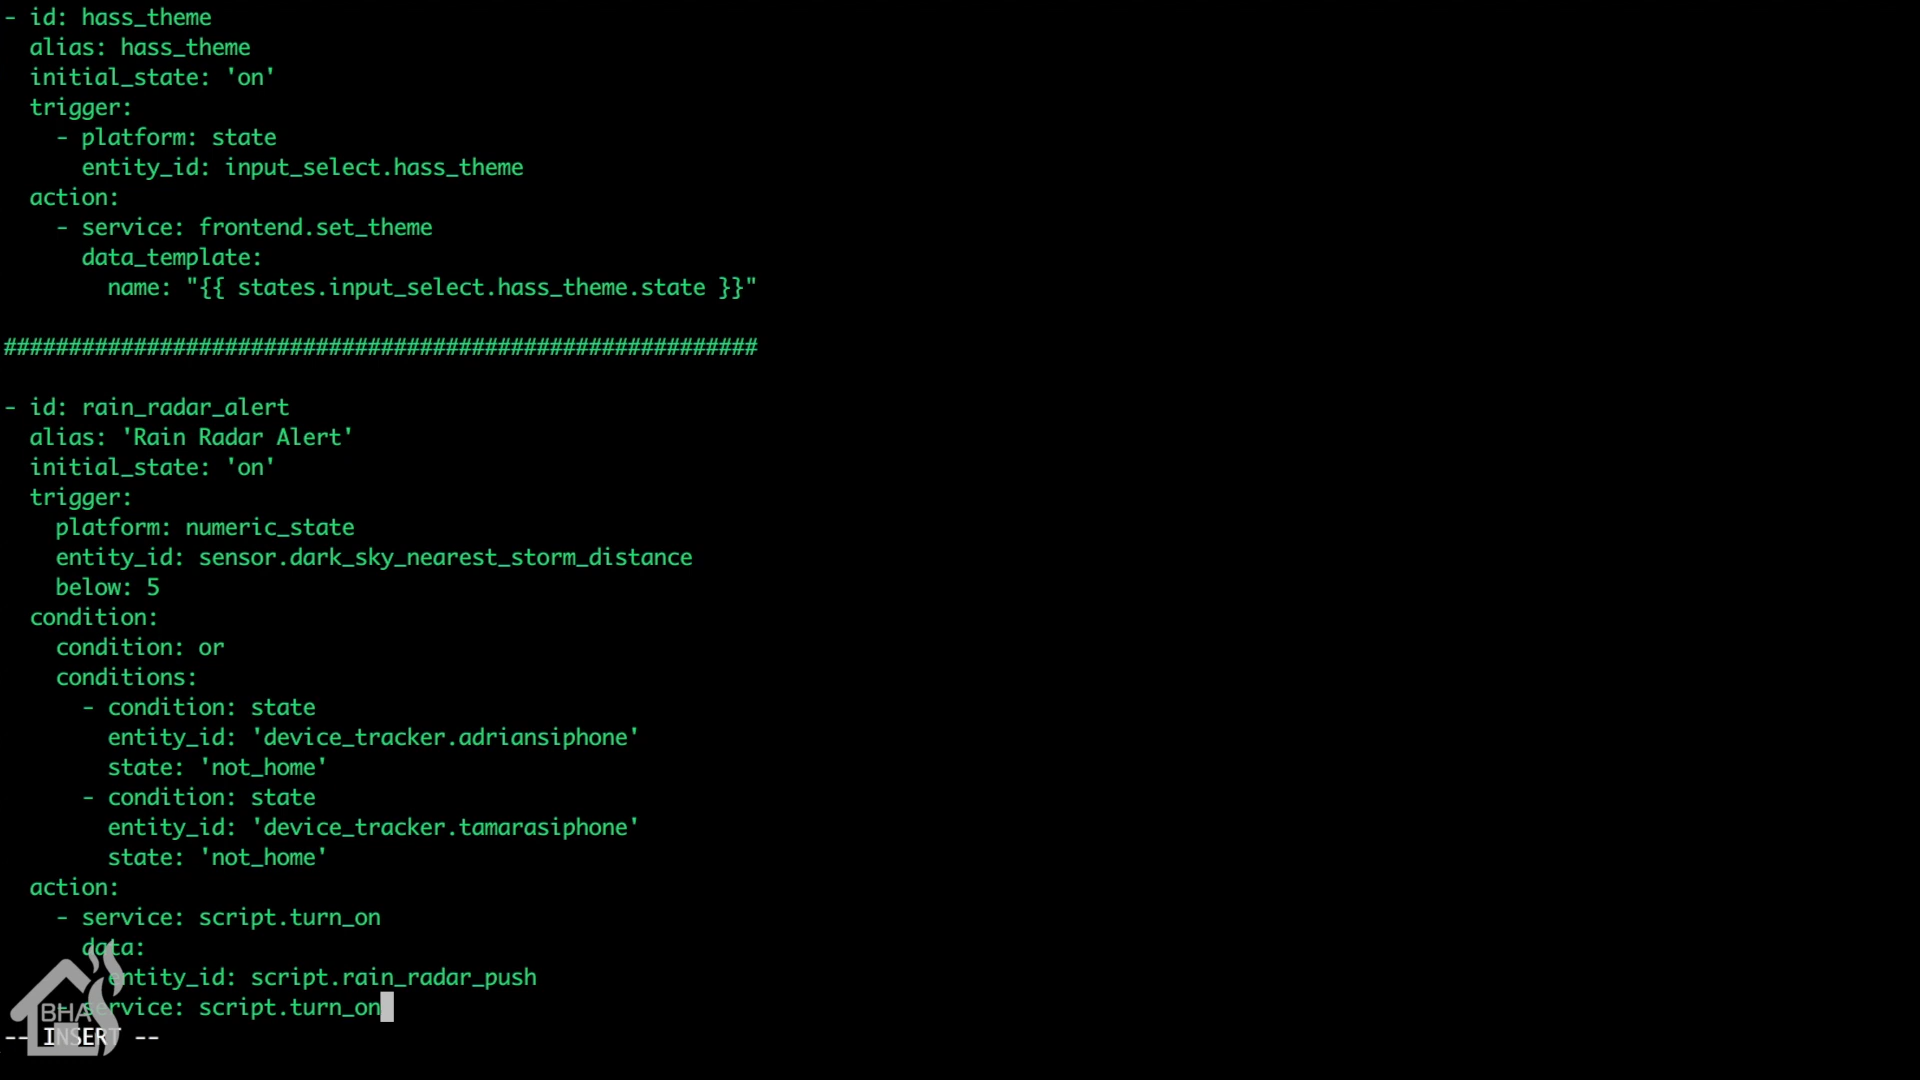 - id: hass_theme
  alias: hass_theme
  initial_state: 'on'
  trigger:
    - platform: state
      entity_id: input_select.hass_theme
  action:
    - service: frontend.set_theme
      data_template:
        name: "{{ states.input_select.hass_theme.state }}"
##########################################################
- id: rain_radar_alert
  alias: 'Rain Radar Alert'
  initial_state: 'on'
  trigger:
    platform: numeric_state
    entity_id: sensor.dark_sky_nearest_storm_distance
    below: 5
  condition:
    condition: or
    conditions:
      - condition: state
        entity_id: 'device_tracker.adriansiphone'
        state: 'not_home'
      - condition: state
        entity_id: 'device_tracker.tamarasiphone'
        state: 'not_home'
  action:
    - service: script.turn_on
      data:
        entity_id: script.rain_radar_push
    - service: script.turn_on
BHA
-- INSERT --